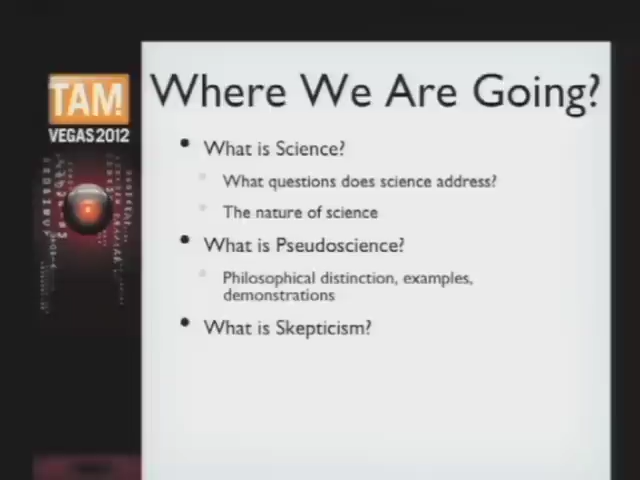 TAM!
VEGAS 2012
Where We Are Going?
What is Science?
What questions does science address?
The nature of science
What is Pseudoscience?
Philosophical distinction, examples,
demonstrations
What is Skepticism?